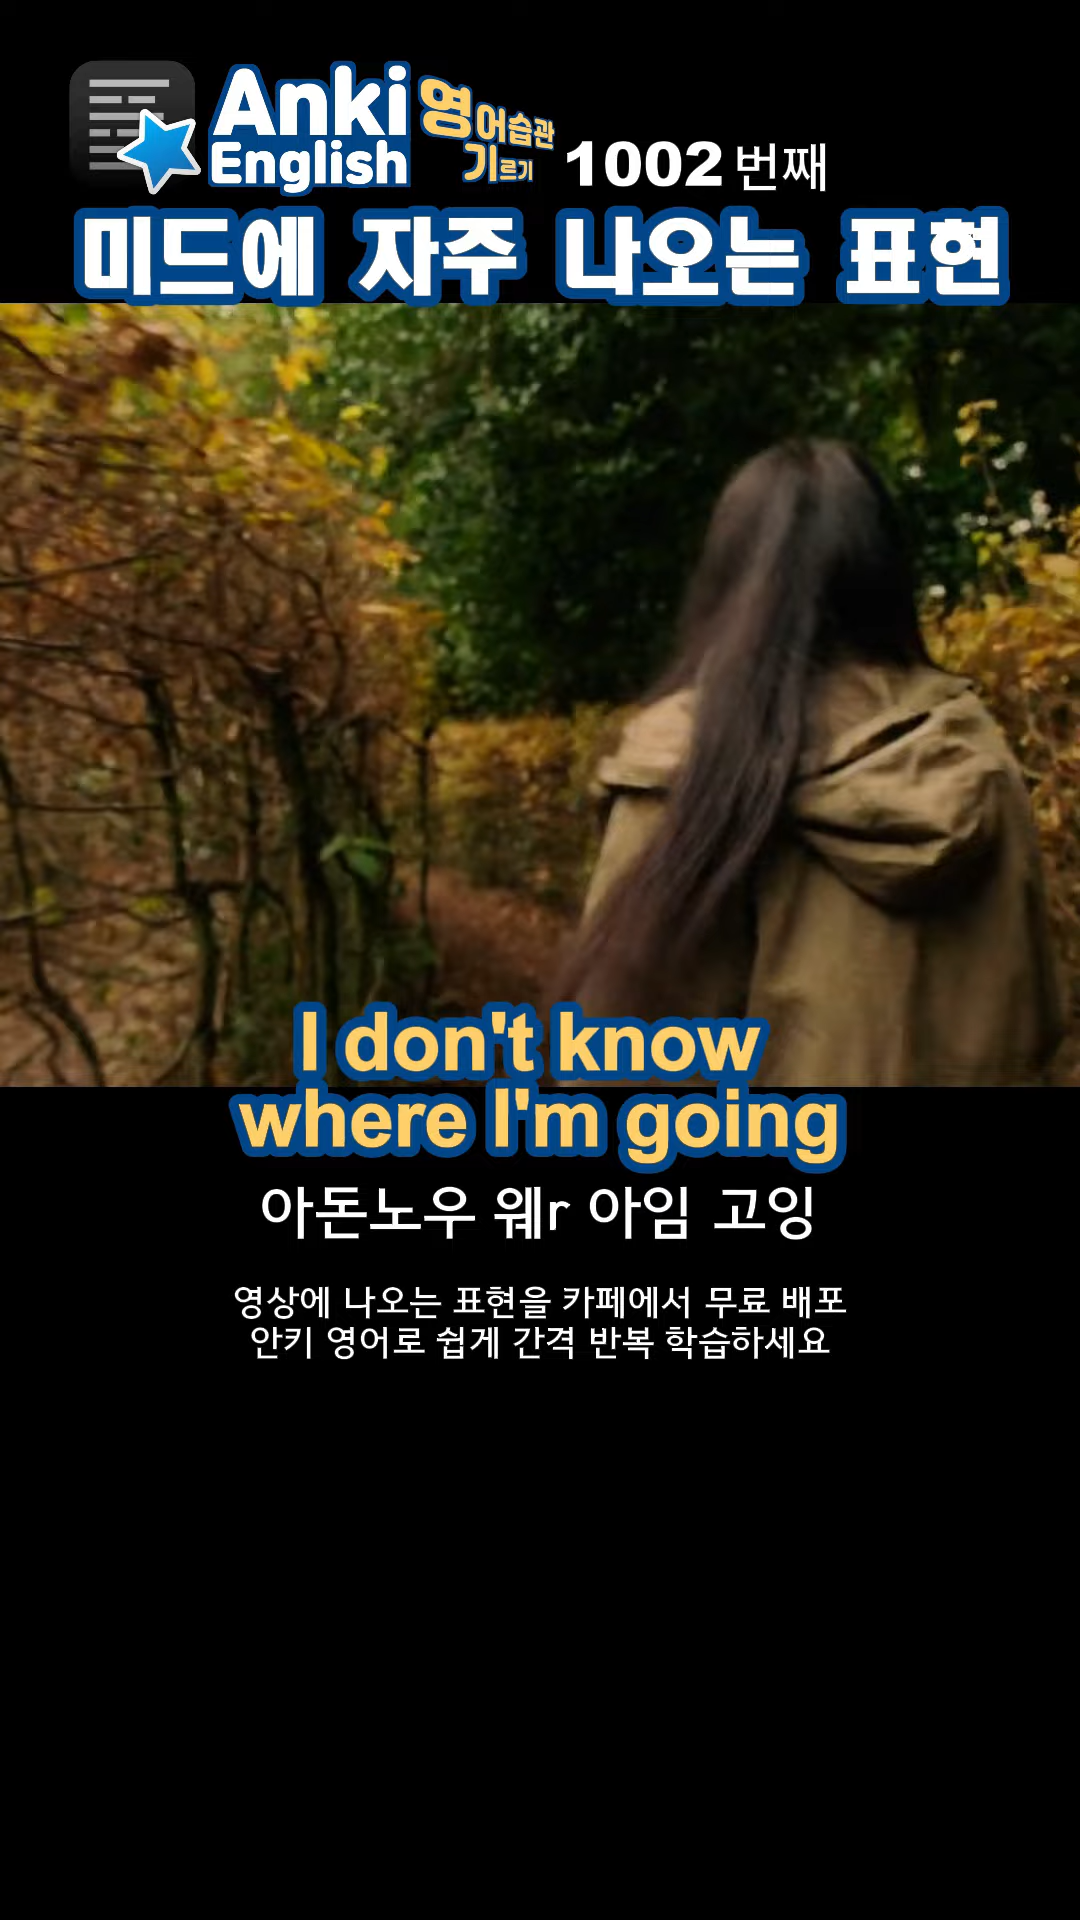 Anki
English
영어습관
기르기
1002번째
미드에 자주 나오는 표현
I don't know
where I'm going
아돈노우 웨r 아임 고잉
영상에 나오는 표현을 카페에서 무료 배포
안키 영어로 쉽게 간격 반복 학습하세요